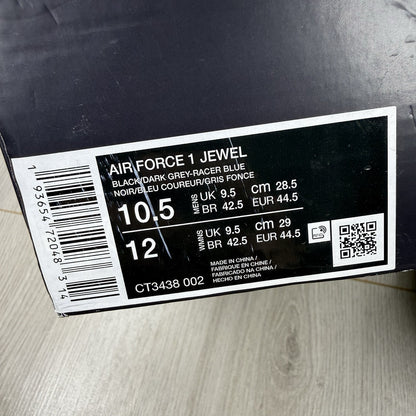 AIR FORCE 1 JEWEL
BLACK/DARK GREY-RACER BLUE
NOIR/BLEU COUREUR/GRIS FONCE
10.5 MENS UK 9.5 cm 28.5
BR 42.5 EUR 44.5
12 WMNS UK 9.5 cm 29
BR 42.5 EUR 44.5
MADE IN CHINA /
FABRIQUE EN CHINE /
FABRICADO NA CHINA /
HECHO EN CHINA
CT3438 002
1 93654 72048 3 14